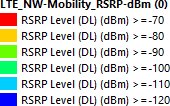 LTE_NW-Mobility_RSRP-dBm (0)
RSRP Level (DL) (dBm) >=-70
RSRP Level (DL) (dBm) >=-80
RSRP Level (DL) (dBm) >=-90
RSRP Level (DL) (dBm) >=-100
RSRP Level (DL) (dBm) >=-110
RSRP Level (DL) (dBm) >=-120